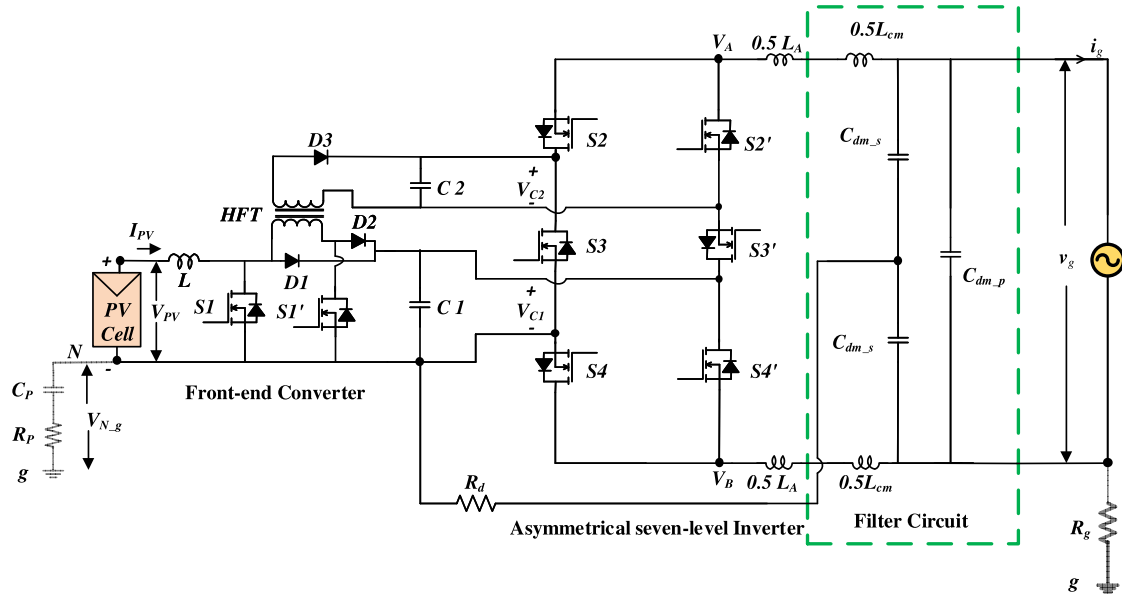 V_A
0.5 L_A
0.5L_cm
i_g
S2
S2'
C_dm_s
D3
C 2
+
V_C2
-
HFT
D2
I_PV
S3
S3'
+
L
D1
C_dm_p
v_g
PV
Cell
V_PV
S1
S1'
C 1
+
V_C1
-
C_dm_s
N
-
S4
S4'
Front-end Converter
C_P
V_N_g
R_P
g
V_B
0.5 L_A
0.5L_cm
R_d
Asymmetrical seven-level Inverter
Filter Circuit
R_g
g